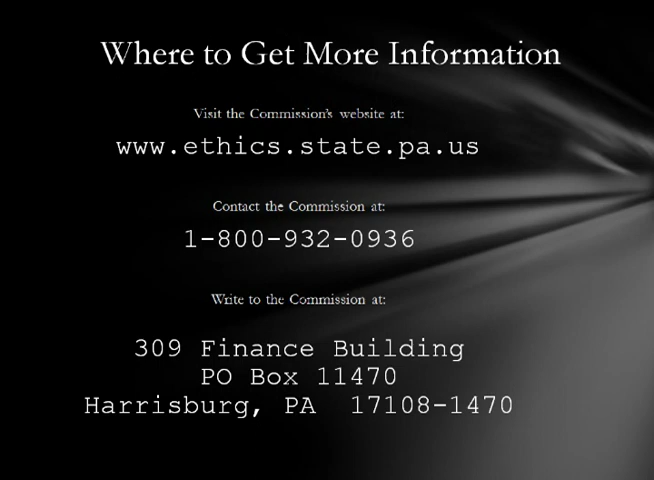 Where to Get More Information
Visit the Commission's website at:
www.ethics.state.pa.us
Contact the Commission at:
1-800-932-0936
Write to the Commission at:
309 Finance Building
PO Box 11470
Harrisburg, PA 17108-1470